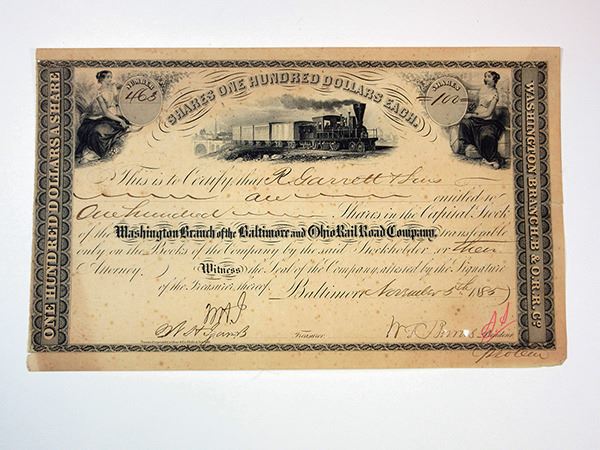 NUMBER
463
SHARES ONE HUNDRED DOLLARS EACH.
SHARES
=100=
ONE HUNDRED DOLLARS A SHARE
WASHINGTON BRANCH B. & O. R. R. Co.
This is to Certify that R. Garrett & Sons
are entitled to
One hundred Shares in the Capital Stock
of the Washington Branch of the Baltimore and Ohio Rail Road Company, transferable
only on the Books of the Company by the said Stockholder or their
Attorney. Witness the Seal of the Company, attested by the Signature
of the Treasurer thereof. Baltimore November 5th 185
Treasurer.